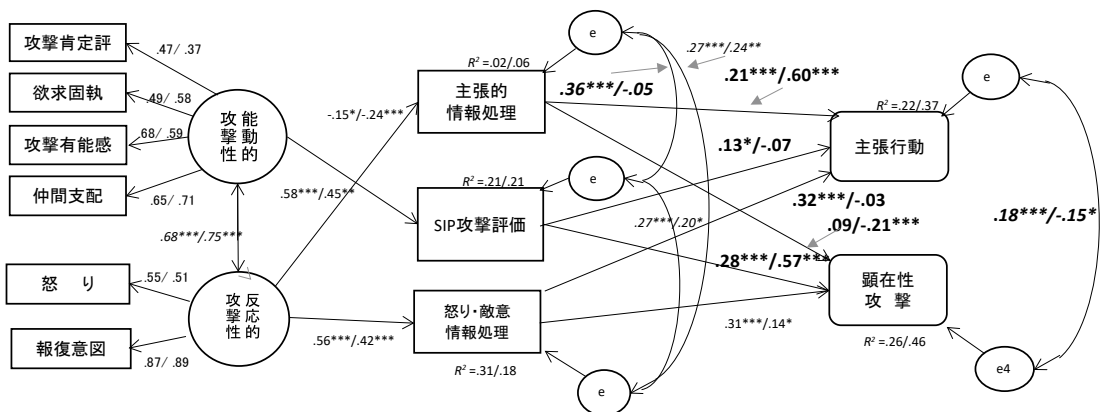 攻撃肯定評
欲求固執
攻撃有能感
仲間支配
怒 り
報復意図
.47/ .37
.49/ .58
.68/ .59
.65/ .71
.68***/.75***
.55/ .51
.87/ .89
能動的
攻撃性
反応的
攻撃性
-.15*/-.24***
.58***/.45**
.56***/.42***
R² =.02/.06
主張的
情報処理
R² =.21/.21
SIP攻撃評価
怒り・敵意
情報処理
R² =.31/.18
e
e
e
.27***/.24**
.36***/-.05
.21***/.60***
.13*/-.07
.27***/.20*
.32***/-.03
.09/-.21***
.28***/.57***
.31***/.14*
R² =.22/.37
主張行動
e
.18***/-.15*
顕在性
攻 撃
R² =.26/.46
e4